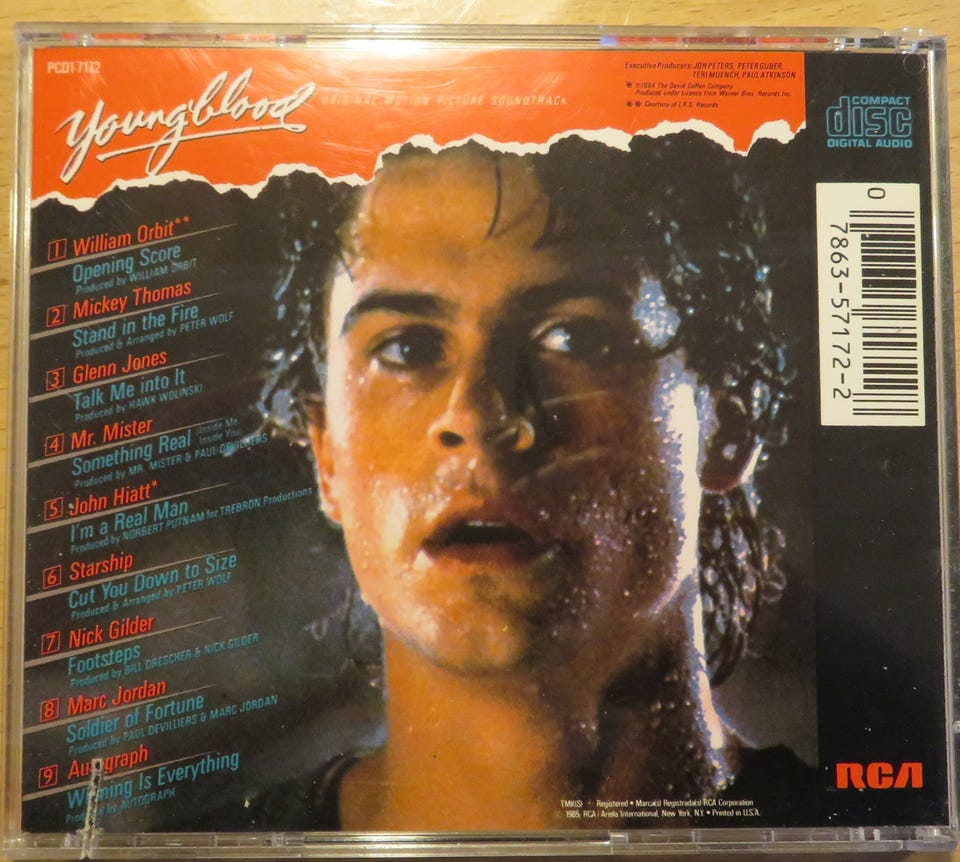 PCD1-7172
Youngblood
ORIGINAL MOTION PICTURE SOUNDTRACK
Executive Producers: JON PETERS, PETER GUBER,
TERI MUENCH, PAUL ATKINSON
* ℗1984 The David Geffen Company
Produced under License from Warner Bros. Records Inc.
** Courtesy of I.R.S. Records
COMPACT
disc
DIGITAL AUDIO
0
7863-57172-2
1 William Orbit**
Opening Score
Produced by WILLIAM ORBIT
2 Mickey Thomas
Stand in the Fire
Produced & Arranged by PETER WOLF
3 Glenn Jones
Talk Me into It
Produced by HAWK WOLINSKI
4 Mr. Mister
Something Real (Inside Me
Inside You)
Produced by MR. MISTER & PAUL DEVILLIERS
5 John Hiatt*
I'm a Real Man
Produced by NORBERT PUTNAM for TREBRON Productions
6 Starship
Cut You Down to Size
Produced & Arranged by PETER WOLF
7 Nick Gilder
Footsteps
Produced by BILL DRESCHER & NICK GILDER
8 Marc Jordan
Soldier of Fortune
Produced by PAUL DEVILLIERS & MARC JORDAN
9 Autograph
Winning Is Everything
Produced by AUTOGRAPH
RCA
TMK(S) ® Registered • Marca(s) Registrada(s) RCA Corporation
© 1985, RCA / Ariola International, New York, N.Y. • Printed in U.S.A.